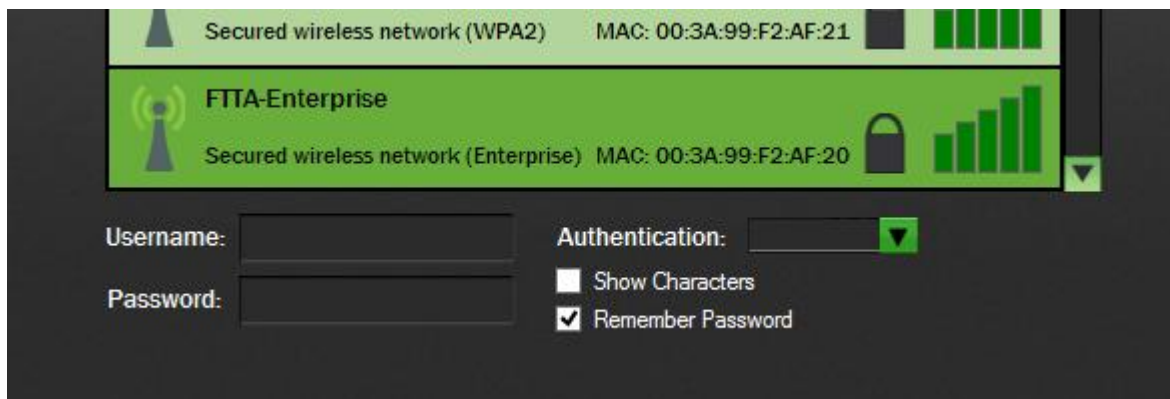 Secured wireless network (WPA2) MAC: 00:3A:99:F2:AF:21
FTTA-Enterprise
Secured wireless network (Enterprise) MAC: 00:3A:99:F2:AF:20
Username: Authentication:
Show Characters
Password:
Remember Password